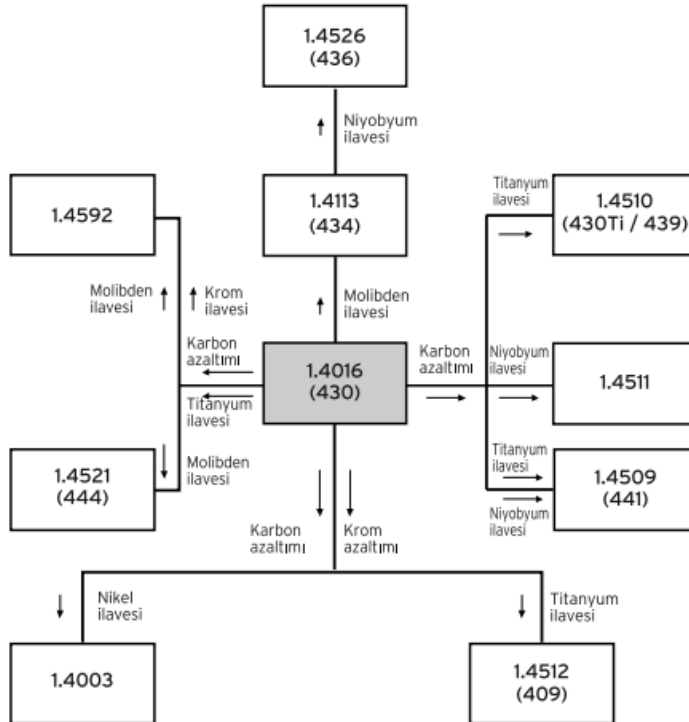 1.4526
(436)
Niyobyum
ilavesi
1.4592
1.4113
(434)
Titanyum
ilavesi
1.4510
(430Ti / 439)
Molibden
ilavesi
Krom
ilavesi
Molibden
ilavesi
Karbon
azaltımı
Titanyum
ilavesi
1.4016
(430)
Karbon
azaltımı
Niyobyum
ilavesi
1.4511
1.4521
(444)
Molibden
ilavesi
Titanyum
ilavesi
Niyobyum
ilavesi
1.4509
(441)
Karbon
azaltımı
Krom
azaltımı
Nikel
ilavesi
Titanyum
ilavesi
1.4003
1.4512
(409)